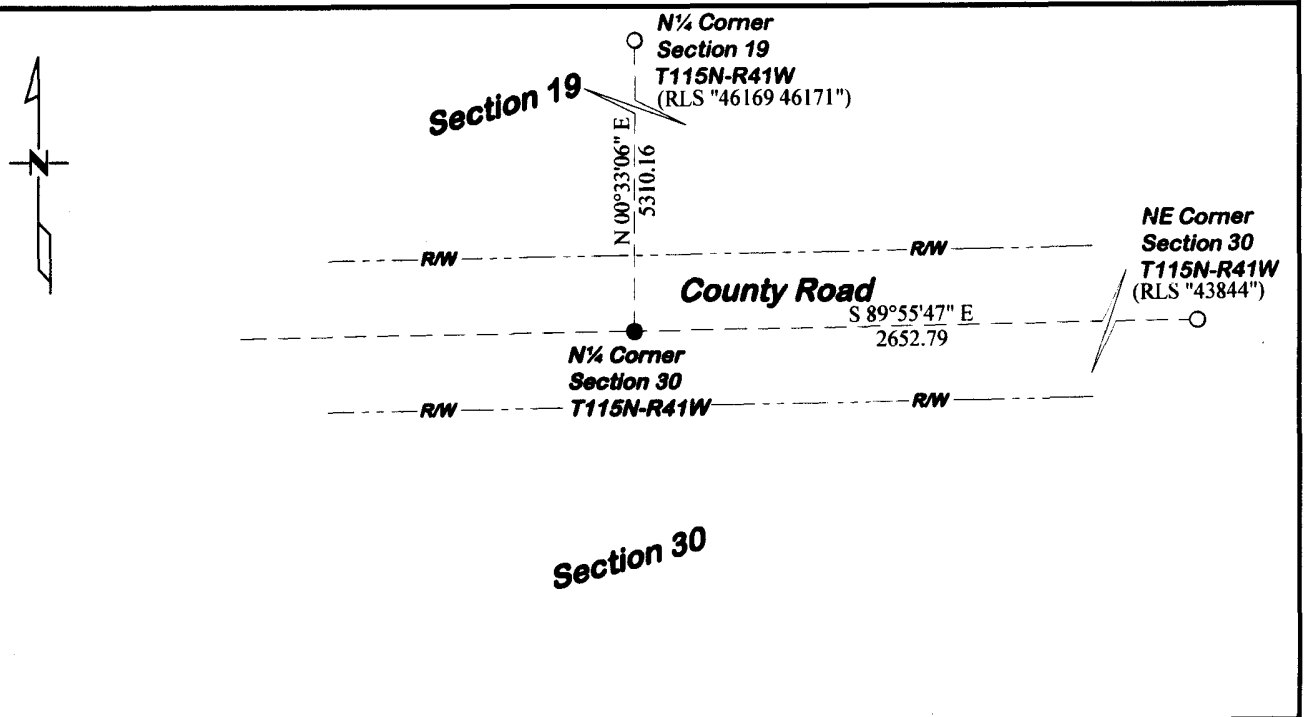 N¼ Corner
Section 19
T115N-R41W
(RLS "46169 46171")
Section 19
N 00°33'06" E
5310.16
N
NE Corner
Section 30
T115N-R41W
(RLS "43844")
R/W
R/W
County Road
S 89°55'47" E
2652.79
N¼ Corner
Section 30
T115N-R41W
R/W
R/W
Section 30